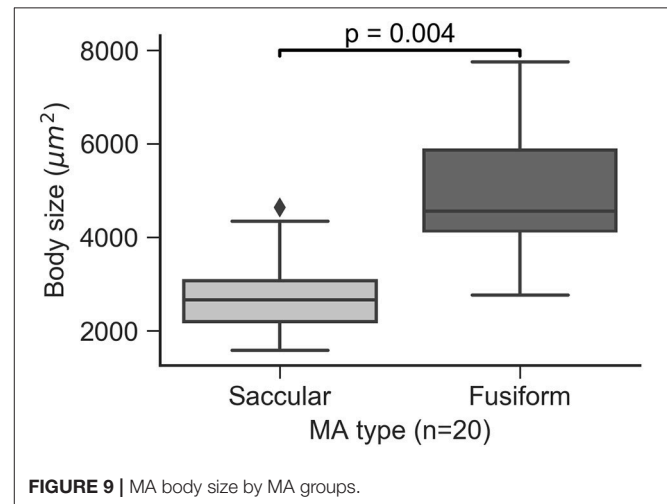 p = 0.004
8000
6000
4000
2000
Body size (μm²)
Saccular
Fusiform
MA type (n=20)
FIGURE 9 | MA body size by MA groups.